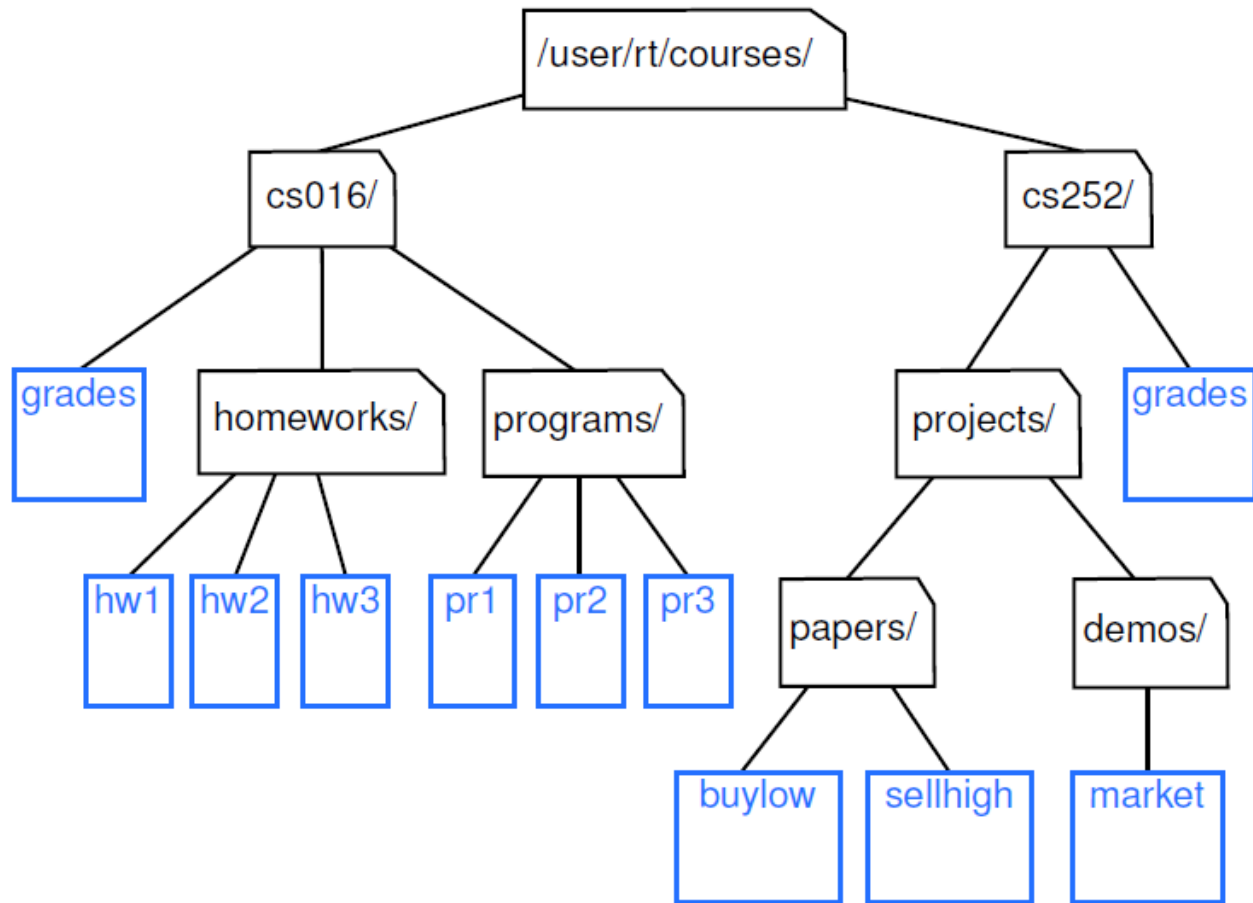 /user/rt/courses/
cs016/
cs252/
grades
homeworks/
programs/
projects/
grades
hw1
hw2
hw3
pr1
pr2
pr3
papers/
demos/
buylow
sellhigh
market